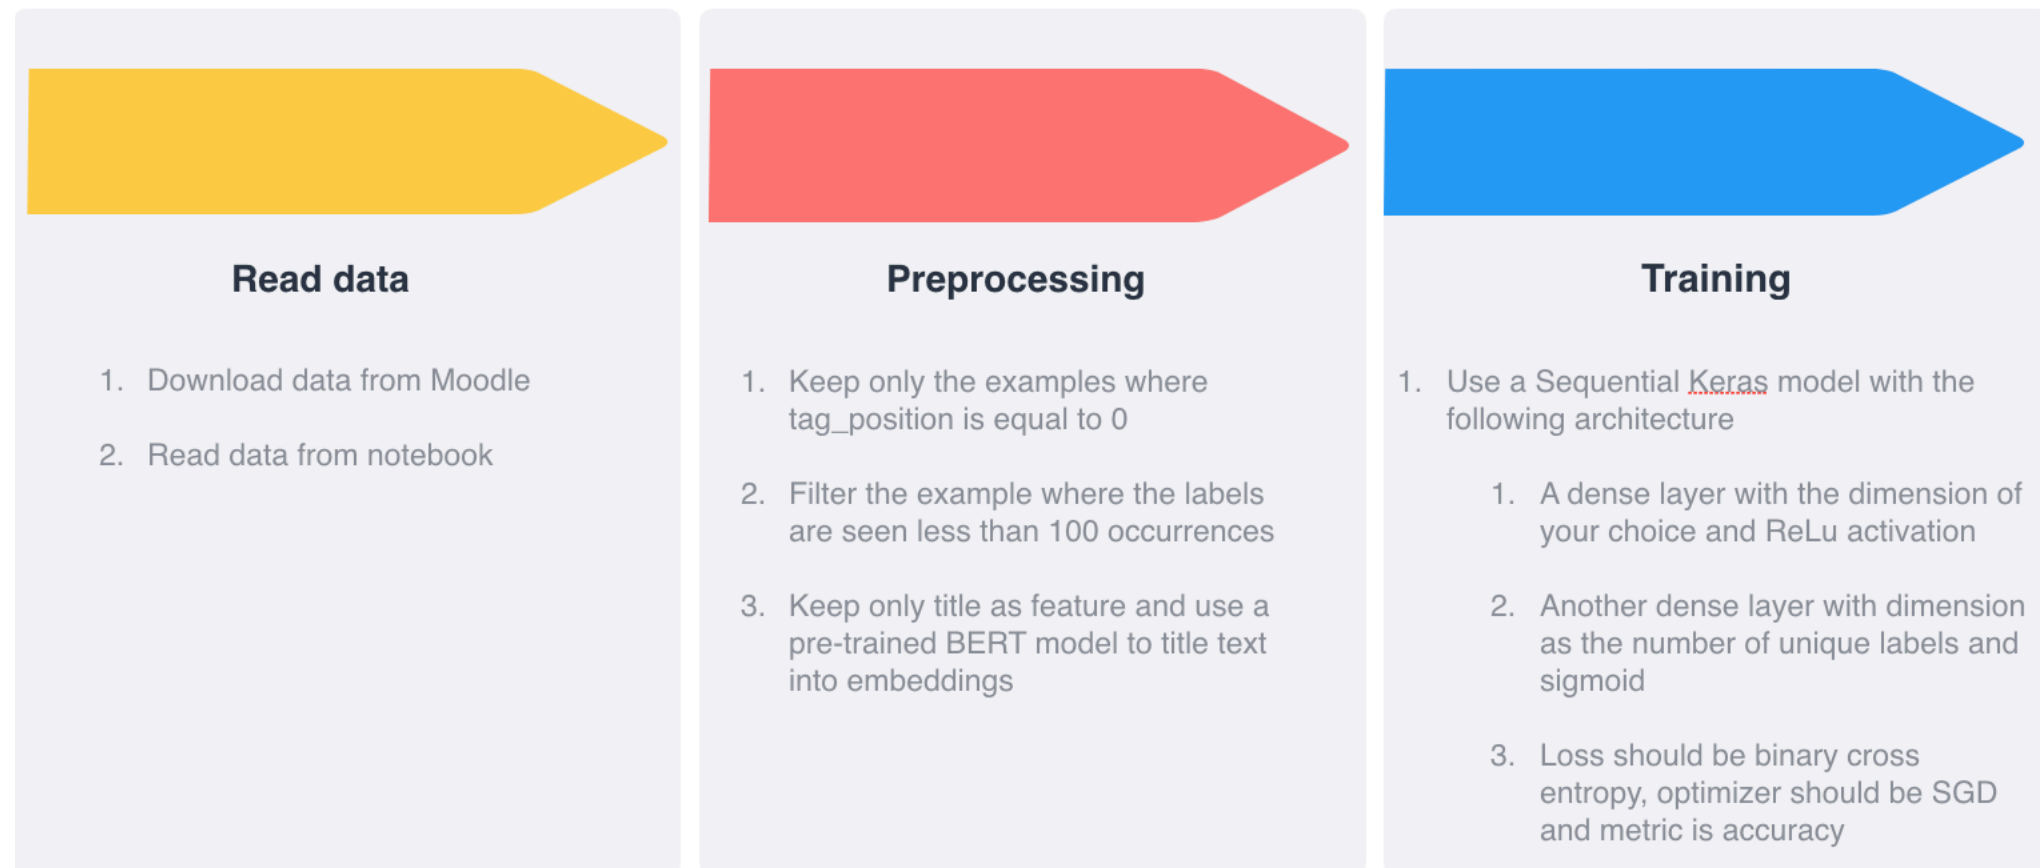 Read data
1. Download data from Moodle
2. Read data from notebook
Preprocessing
1. Keep only the examples where
tag_position is equal to 0
2. Filter the example where the labels
are seen less than 100 occurrences
3. Keep only title as feature and use a
pre-trained BERT model to title text
into embeddings
Training
1. Use a Sequential Keras model with the
following architecture
1. A dense layer with the dimension of
your choice and ReLu activation
2. Another dense layer with dimension
as the number of unique labels and
sigmoid
3. Loss should be binary cross
entropy, optimizer should be SGD
and metric is accuracy